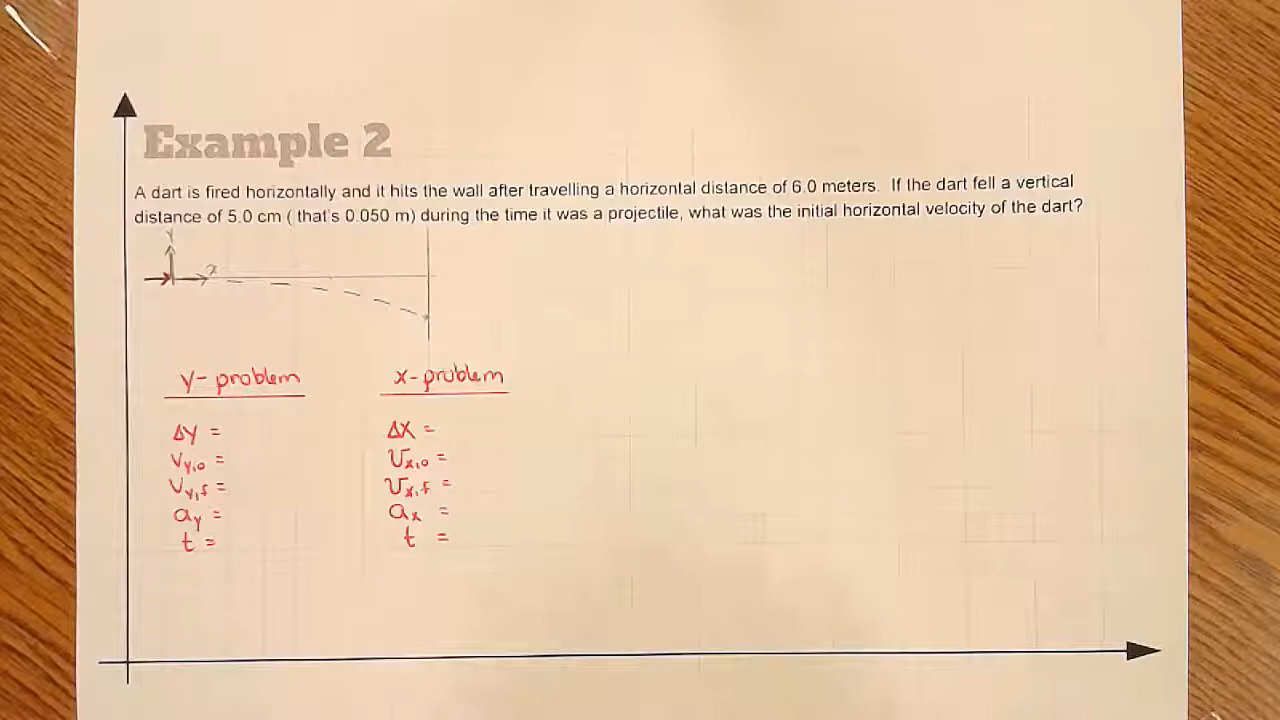 Example 2
A dart is fired horizontally and it hits the wall after travelling a horizontal distance of 6.0 meters. If the dart fell a vertical
distance of 5.0 cm ( that's 0.050 m) during the time it was a projectile, what was the initial horizontal velocity of the dart?
Y
x
y-problem x-problem
Δy = Δx =
Vy,o = Vx,o =
Vy,f = Vx,f =
ay = ax =
t = t =